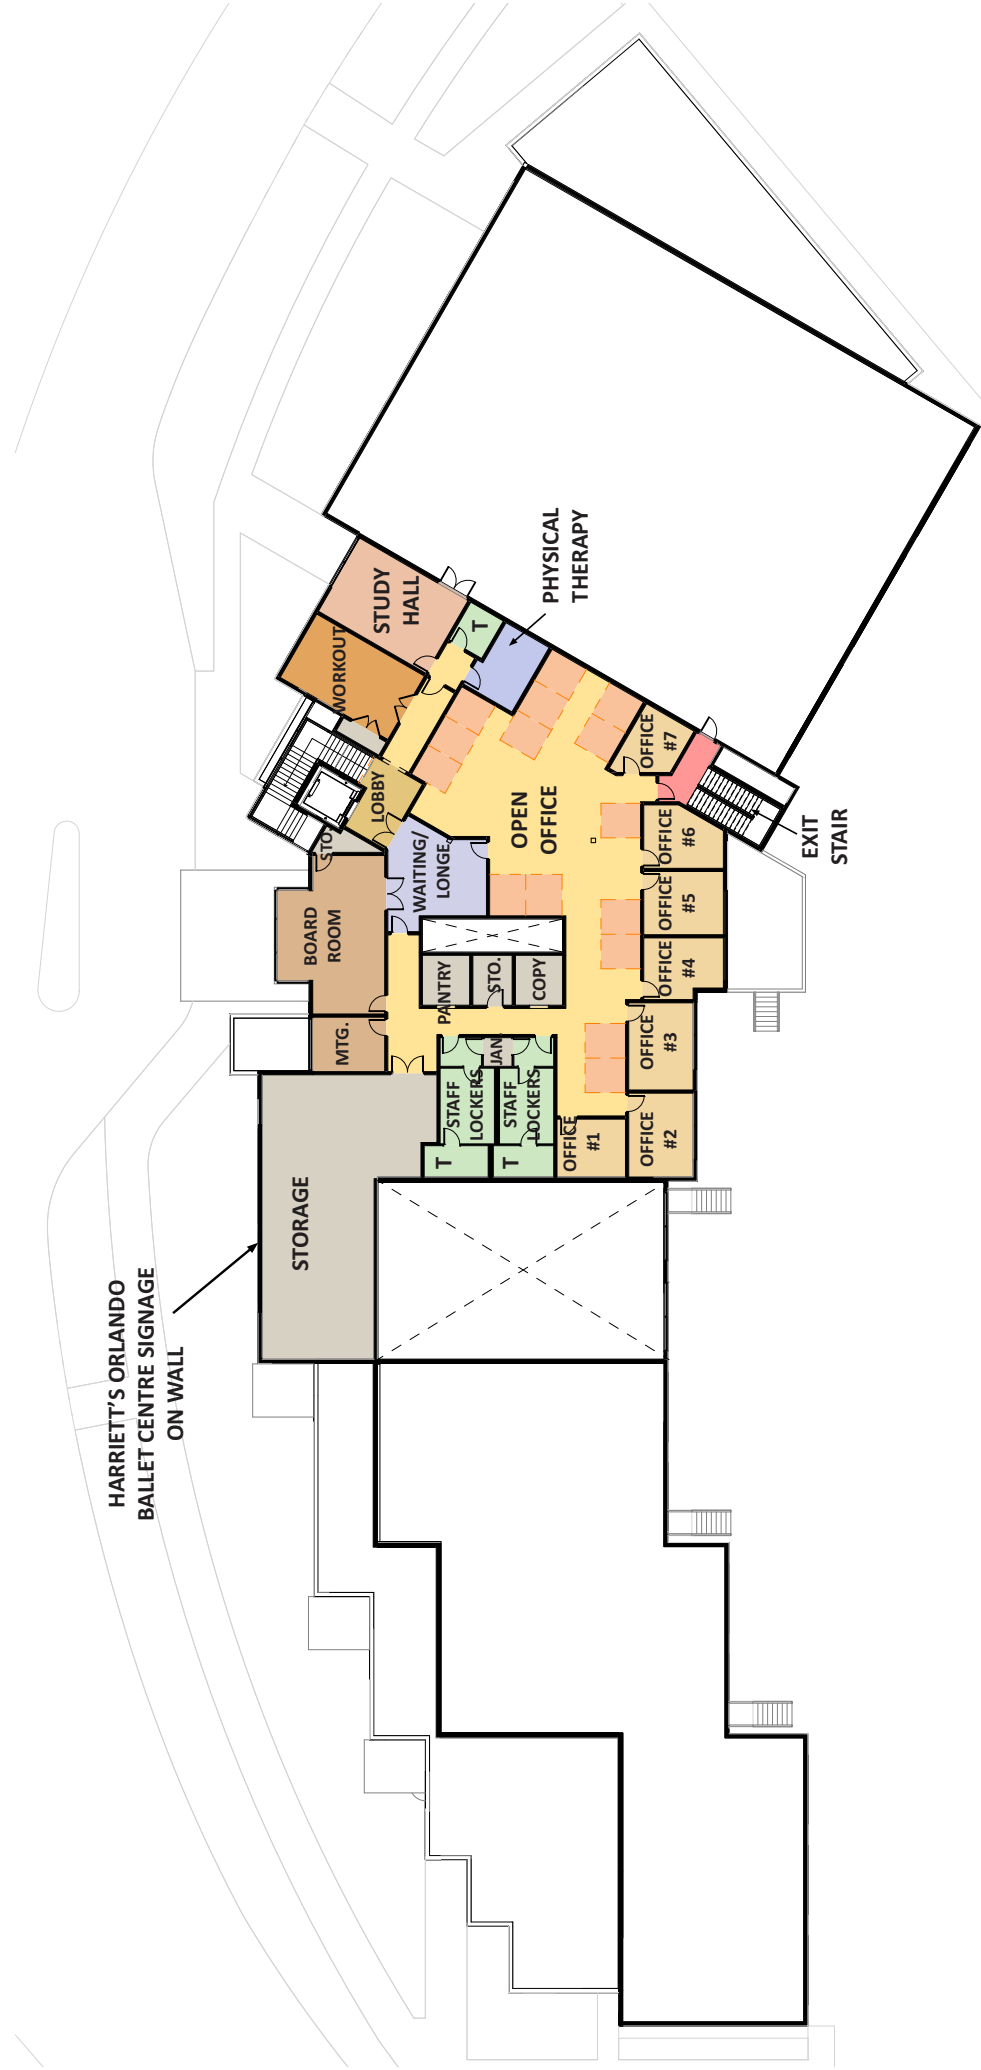 HARRIETT'S ORLANDO
BALLET CENTRE SIGNAGE
ON WALL
STORAGE
MTG.
BOARD
ROOM
STO.
LOBBY
WORKOUT
STUDY
HALL
T
PHYSICAL
THERAPY
WAITING/
LONGE
OPEN
OFFICE
PANTRY
STO.
COPY
JAN
STAFF
LOCKERS
STAFF
LOCKERS
T
T
OFFICE
#1
OFFICE
#2
OFFICE
#3
OFFICE
#4
OFFICE
#5
OFFICE
#6
OFFICE
#7
EXIT
STAIR